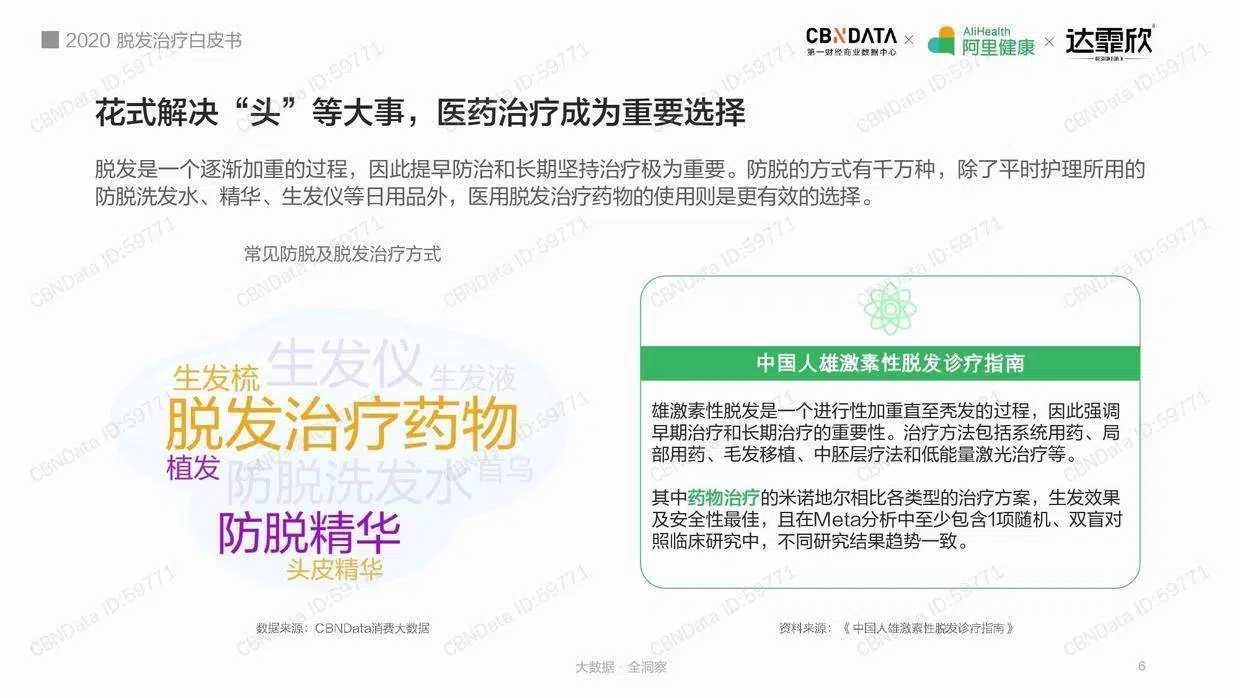 2020 脱发治疗白皮书
CBNDATA
第一财经商业数据中心
×
AliHealth
阿里健康
×
达霏欣
DESIGN FOR X
花式解决“头”等大事，医药治疗成为重要选择
脱发是一个逐渐加重的过程，因此提早防治和长期坚持治疗极为重要。防脱的方式有千万种，除了平时护理所用的
防脱洗发水、精华、生发仪等日用品外，医用脱发治疗药物的使用则是更有效的选择。
常见防脱及脱发治疗方式
生发仪
生发梳
生发液
脱发治疗药物
植发
防脱洗发水
首乌
防脱精华
头皮精华
数据来源：CBNData消费大数据
中国人雄激素性脱发诊疗指南
雄激素性脱发是一个进行性加重直至秃发的过程，因此强调
早期治疗和长期治疗的重要性。治疗方法包括系统用药、局
部用药、毛发移植、中胚层疗法和低能量激光治疗等。
其中药物治疗的米诺地尔相比各类型的治疗方案，生发效果
及安全性最佳，且在Meta分析中至少包含1项随机、双盲对
照临床研究中，不同研究结果趋势一致。
资料来源：《中国人雄激素性脱发诊疗指南》
大数据 · 全洞察
6
CBNData ID:59771